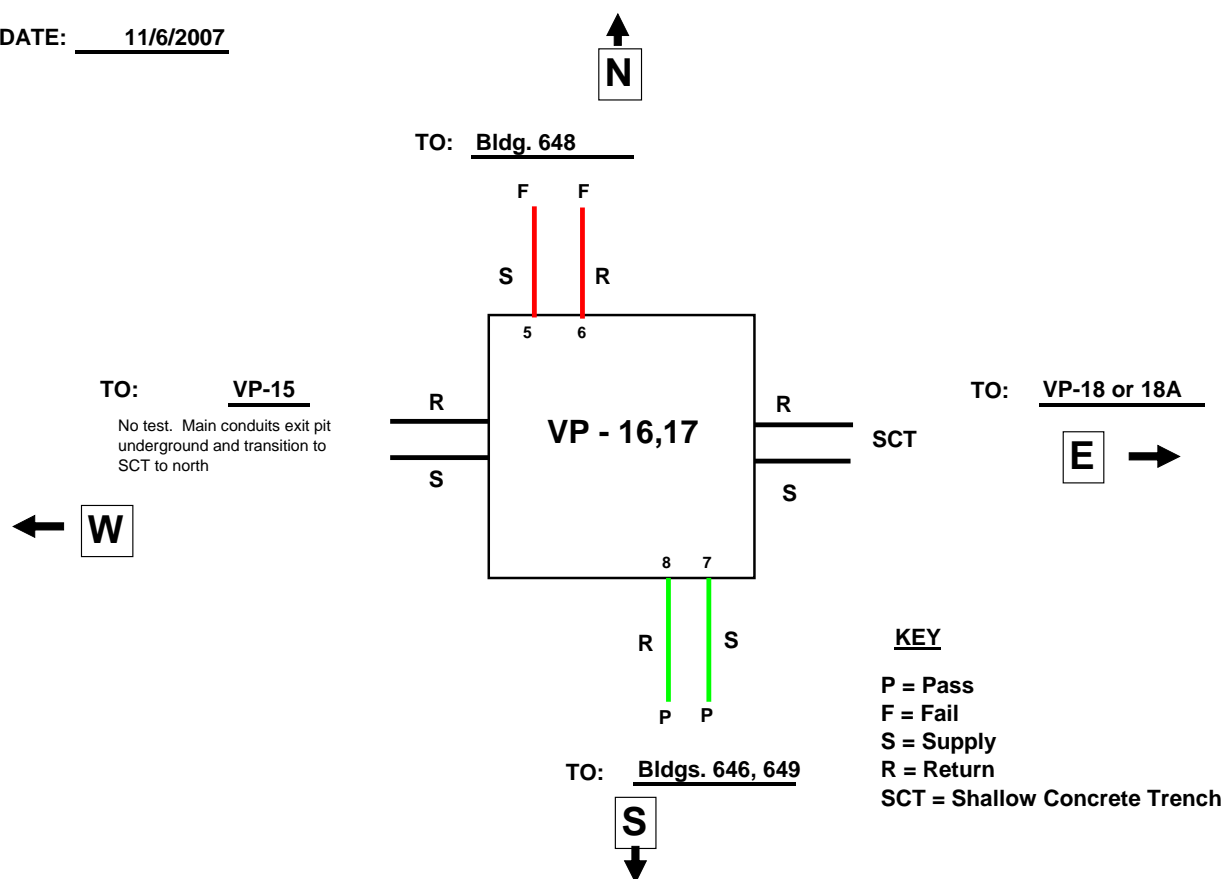 DATE: 11/6/2007
N
TO: Bldg. 648
F F
S R
5 6
TO: VP-15
No test. Main conduits exit pit
underground and transition to
SCT to north
R
S
VP - 16,17
R
S
SCT
TO: VP-18 or 18A
E
W
8 7
R S
P P
TO: Bldgs. 646, 649
S
KEY
P = Pass
F = Fail
S = Supply
R = Return
SCT = Shallow Concrete Trench